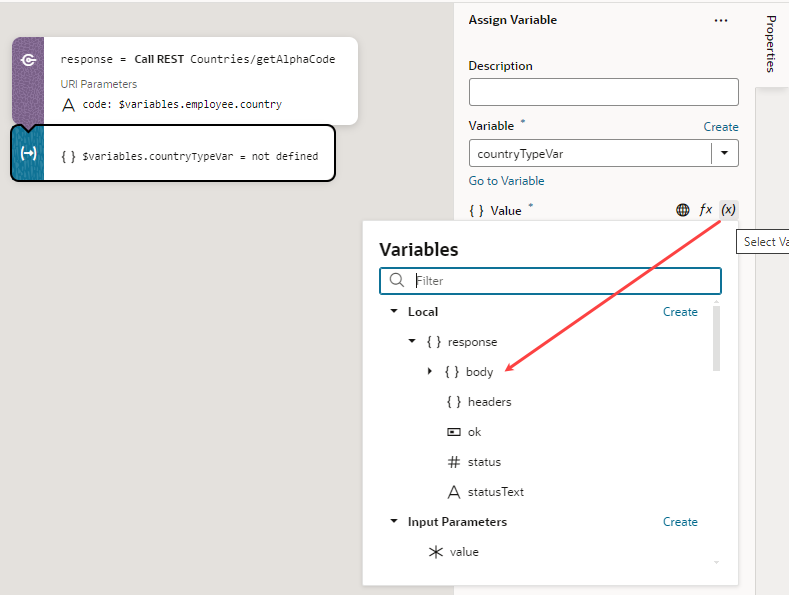 response = Call REST Countries/getAlphaCode
URI Parameters
A code: $variables.employee.country
{ } $variables.countryTypeVar = not defined
Assign Variable
...
Properties
Description
Variable *
Create
countryTypeVar
Go to Variable
{ } Value *
fx (x)
Select Va
Variables
Filter
Local
Create
{ } response
{ } body
{ } headers
ok
# status
A statusText
Input Parameters
Create
value